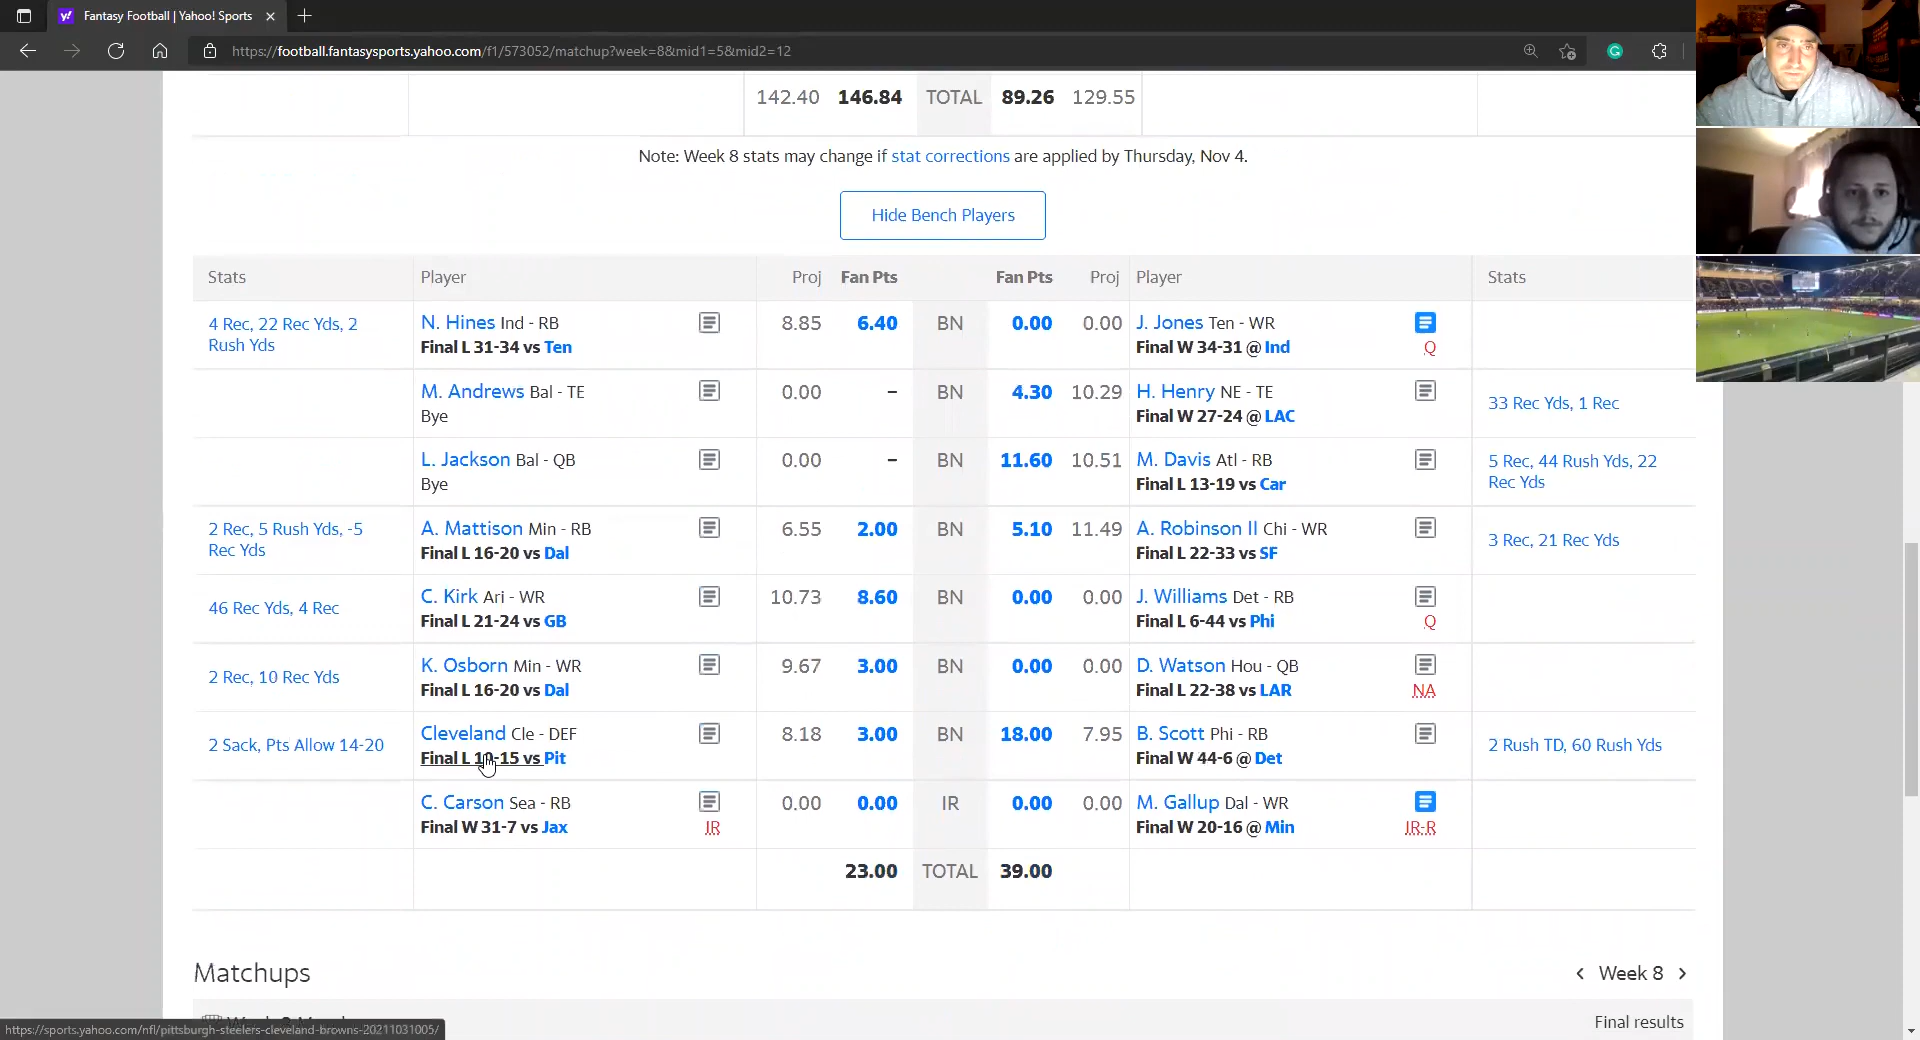 Fantasy Football | Yahoo! Sports
https://football.fantasysports.yahoo.com/f1/573052/matchup?week=8&mid1=5&mid2=12
142.40 146.84 TOTAL 89.26 129.55
Note: Week 8 stats may change if stat corrections are applied by Thursday, Nov 4.
Hide Bench Players
Stats Player Proj Fan Pts Fan Pts Proj Player Stats
4 Rec, 22 Rec Yds, 2 N. Hines Ind - RB 8.85 6.40 BN 0.00 0.00 J. Jones Ten - WR
Rush Yds Final L 31-34 vs Ten Final W 34-31 @ Ind Q
M. Andrews Bal - TE 0.00 – BN 4.30 10.29 H. Henry NE - TE 33 Rec Yds, 1 Rec
Bye Final W 27-24 @ LAC
L. Jackson Bal - QB 0.00 – BN 11.60 10.51 M. Davis Atl - RB 5 Rec, 44 Rush Yds, 22
Bye Final L 13-19 vs Car Rec Yds
2 Rec, 5 Rush Yds, -5 A. Mattison Min - RB 6.55 2.00 BN 5.10 11.49 A. Robinson II Chi - WR 3 Rec, 21 Rec Yds
Rec Yds Final L 16-20 vs Dal Final L 22-33 vs SF
46 Rec Yds, 4 Rec C. Kirk Ari - WR 10.73 8.60 BN 0.00 0.00 J. Williams Det - RB
Final L 21-24 vs GB Final L 6-44 vs Phi Q
2 Rec, 10 Rec Yds K. Osborn Min - WR 9.67 3.00 BN 0.00 0.00 D. Watson Hou - QB
Final L 16-20 vs Dal Final L 22-38 vs LAR NA
2 Sack, Pts Allow 14-20 Cleveland Cle - DEF 8.18 3.00 BN 18.00 7.95 B. Scott Phi - RB 2 Rush TD, 60 Rush Yds
Final L 10-15 vs Pit Final W 44-6 @ Det
C. Carson Sea - RB 0.00 0.00 IR 0.00 0.00 M. Gallup Dal - WR
Final W 31-7 vs Jax IR Final W 20-16 @ Min IR-R
23.00 TOTAL 39.00
Matchups Week 8
Final results
https://sports.yahoo.com/nfl/pittsburgh-steelers-cleveland-browns-20211031005/